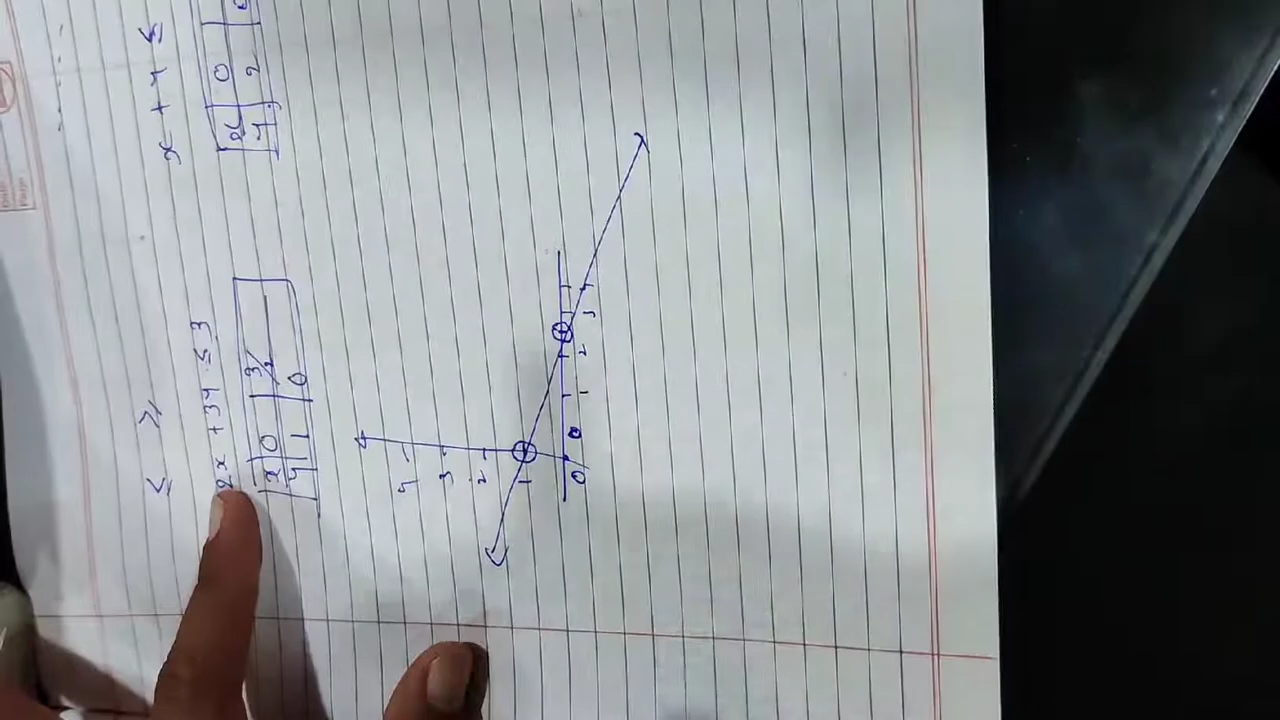 ≤ ≥
x + y ≤
2x + 3y ≤ 3
x 0
y 2
x 0 3/2
y 1 0
4
3
2
1
0 0 1 2 3 4